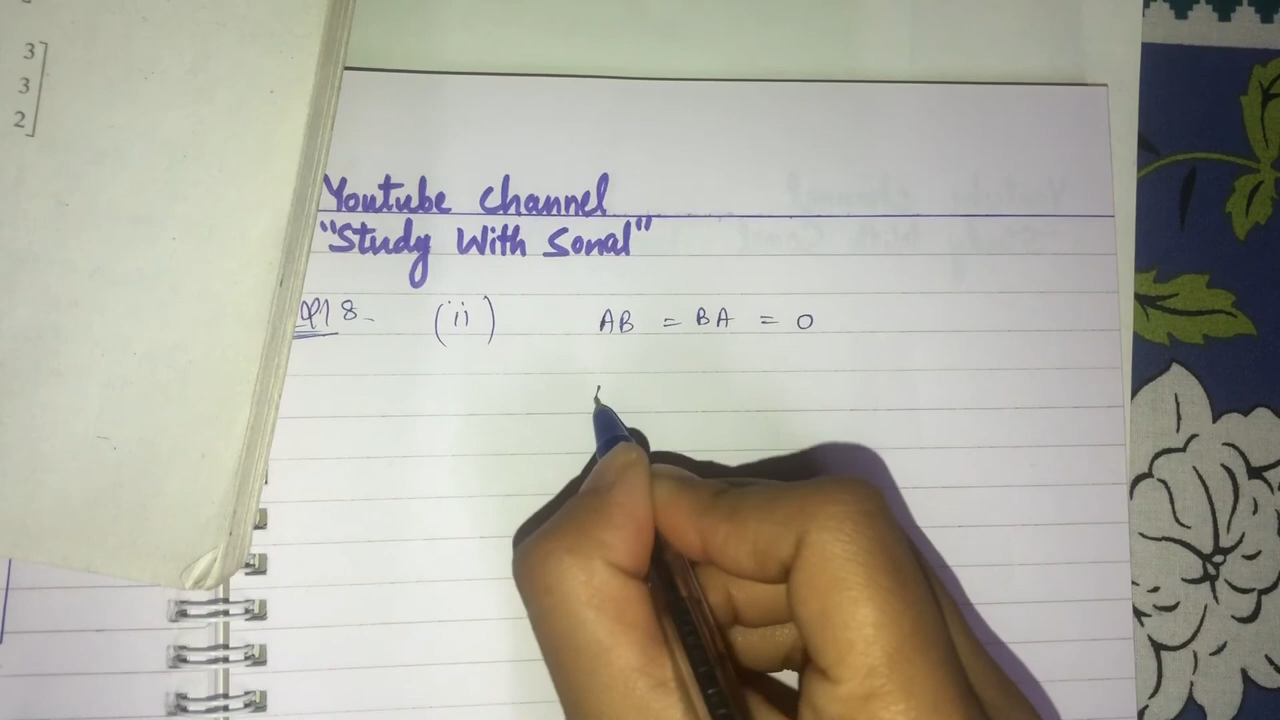 3
3
2
Youtube channel
"Study With Sonal"
Q18- (ii) AB = BA = 0